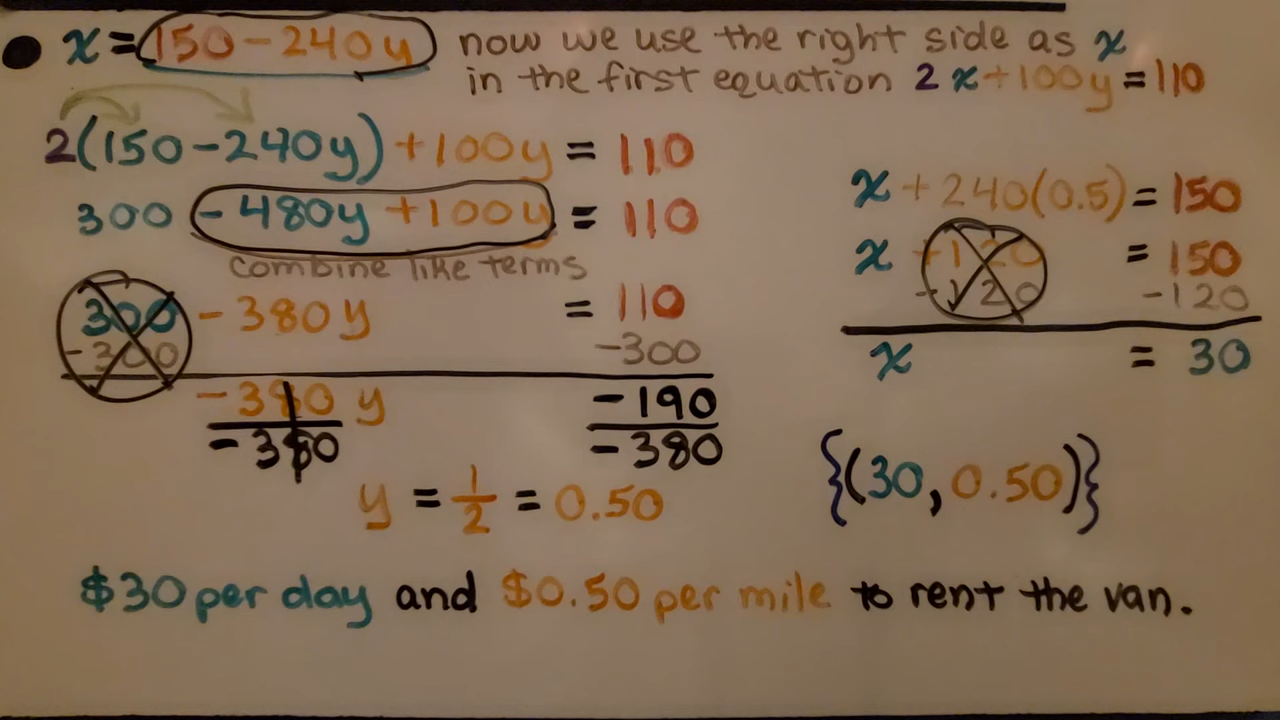 x = 150 - 240y now we use the right side as x
in the first equation 2x + 100y = 110
2(150 - 240y) + 100y = 110
300 - 480y + 100y = 110
combine like terms
300 - 380y = 110
-300 -300
-380y -190
-380 -380
y = 1/2 = 0.50
x + 240(0.5) = 150
x + 120 = 150
-120 -120
x = 30
{(30, 0.50)}
$30 per day and $0.50 per mile to rent the van.